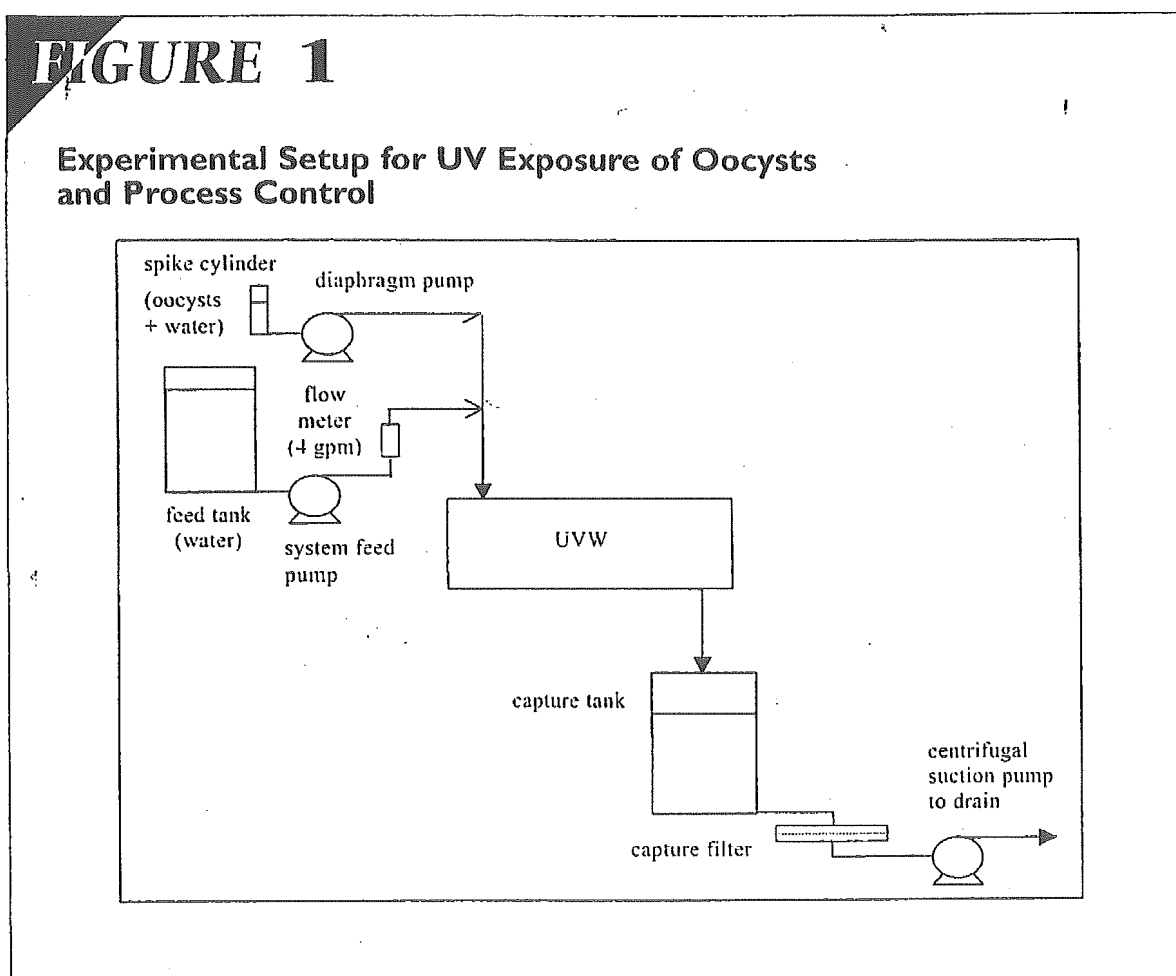 FIGURE 1
Experimental Setup for UV Exposure of Oocysts
and Process Control
spike cylinder
(oocysts
+ water)
diaphragm pump
flow
meter
(4 gpm)
feed tank
(water)
system feed
pump
UVW
capture tank
capture filter
centrifugal
suction pump
to drain